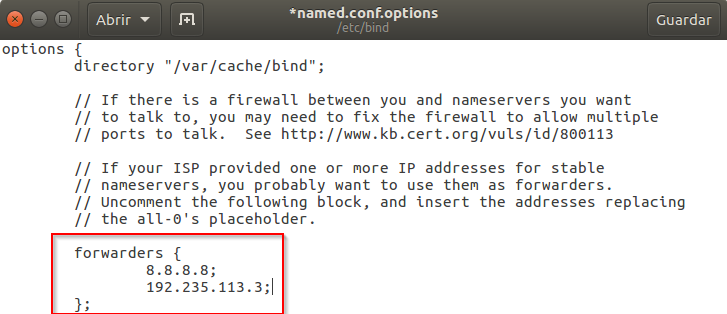 Abrir
*named.conf.options
/etc/bind
Guardar
options {
        directory "/var/cache/bind";
        // If there is a firewall between you and nameservers you want
        // to talk to, you may need to fix the firewall to allow multiple
        // ports to talk.  See http://www.kb.cert.org/vuls/id/800113
        // If your ISP provided one or more IP addresses for stable
        // nameservers, you probably want to use them as forwarders.
        // Uncomment the following block, and insert the addresses replacing
        // the all-0's placeholder.
        forwarders {
                8.8.8.8;
                192.235.113.3;
        };